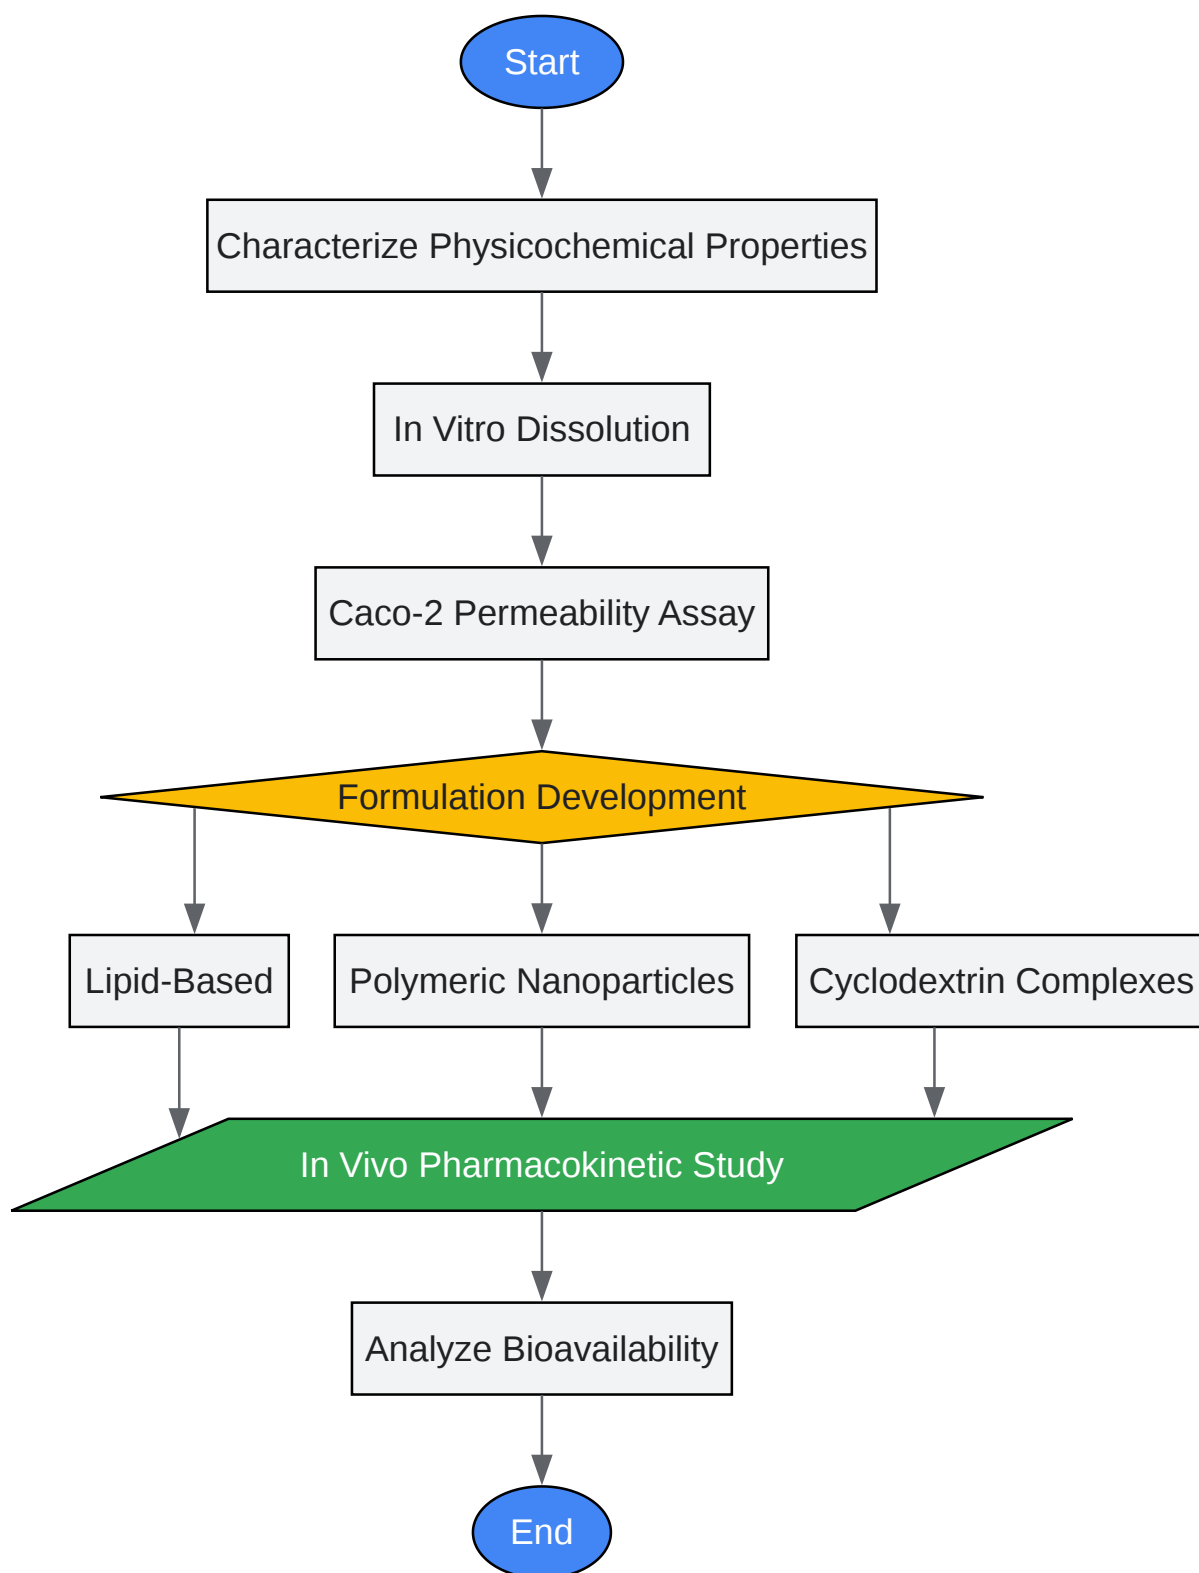 Start
Characterize Physicochemical Properties
In Vitro Dissolution
Caco-2 Permeability Assay
Formulation Development
Lipid-Based
Polymeric Nanoparticles
Cyclodextrin Complexes
In Vivo Pharmacokinetic Study
Analyze Bioavailability
End